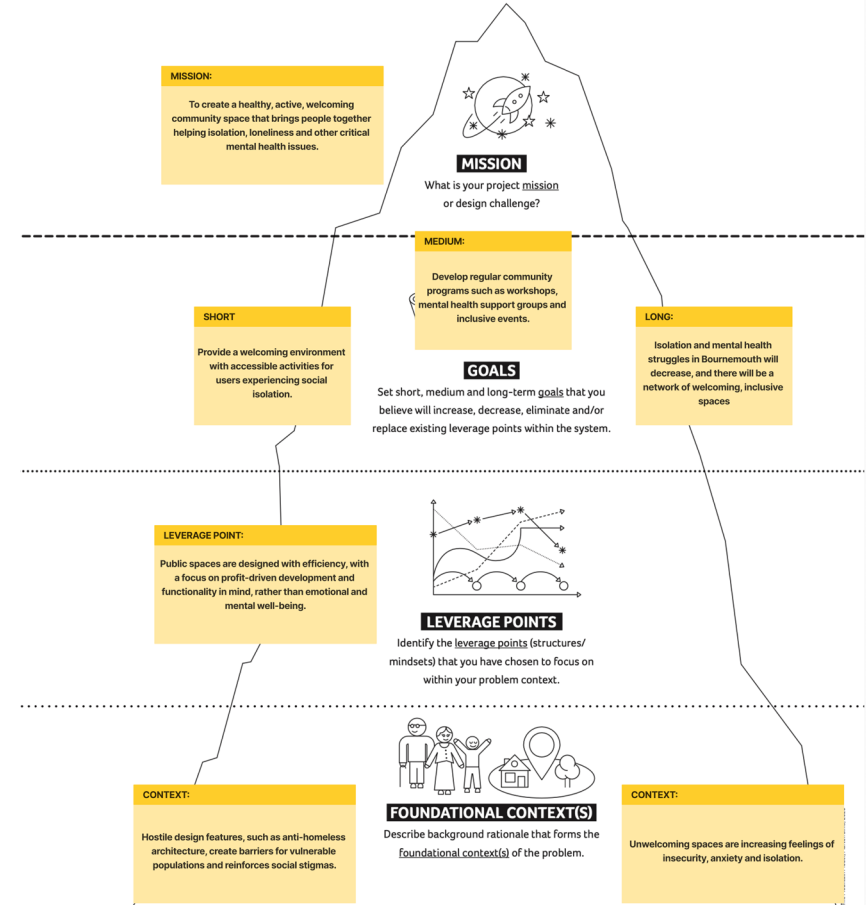 MISSION:
To create a healthy, active, welcoming
community space that brings people together
helping isolation, loneliness and other critical
mental health issues.
MISSION
What is your project mission
or design challenge?
MEDIUM:
Develop regular community
programs such as workshops,
mental health support groups and
inclusive events.
SHORT
Provide a welcoming environment
with accessible activities for
users experiencing social
isolation.
LONG:
Isolation and mental health
struggles in Bournemouth will
decrease, and there will be a
network of welcoming, inclusive
spaces
GOALS
Set short, medium and long-term goals that you
believe will increase, decrease, eliminate and/or
replace existing leverage points within the system.
LEVERAGE POINT:
Public spaces are designed with efficiency, with
a focus on profit-driven development and
functionality in mind, rather than emotional and
mental well-being.
LEVERAGE POINTS
Identify the leverage points (structures/
mindsets) that you have chosen to focus on
within your problem context.
CONTEXT:
Hostile design features, such as anti-homeless
architecture, create barriers for vulnerable
populations and reinforces social stigmas.
FOUNDATIONAL CONTEXT(S)
Describe background rationale that forms the
foundational context(s) of the problem.
CONTEXT:
Unwelcoming spaces are increasing feelings of
insecurity, anxiety and isolation.